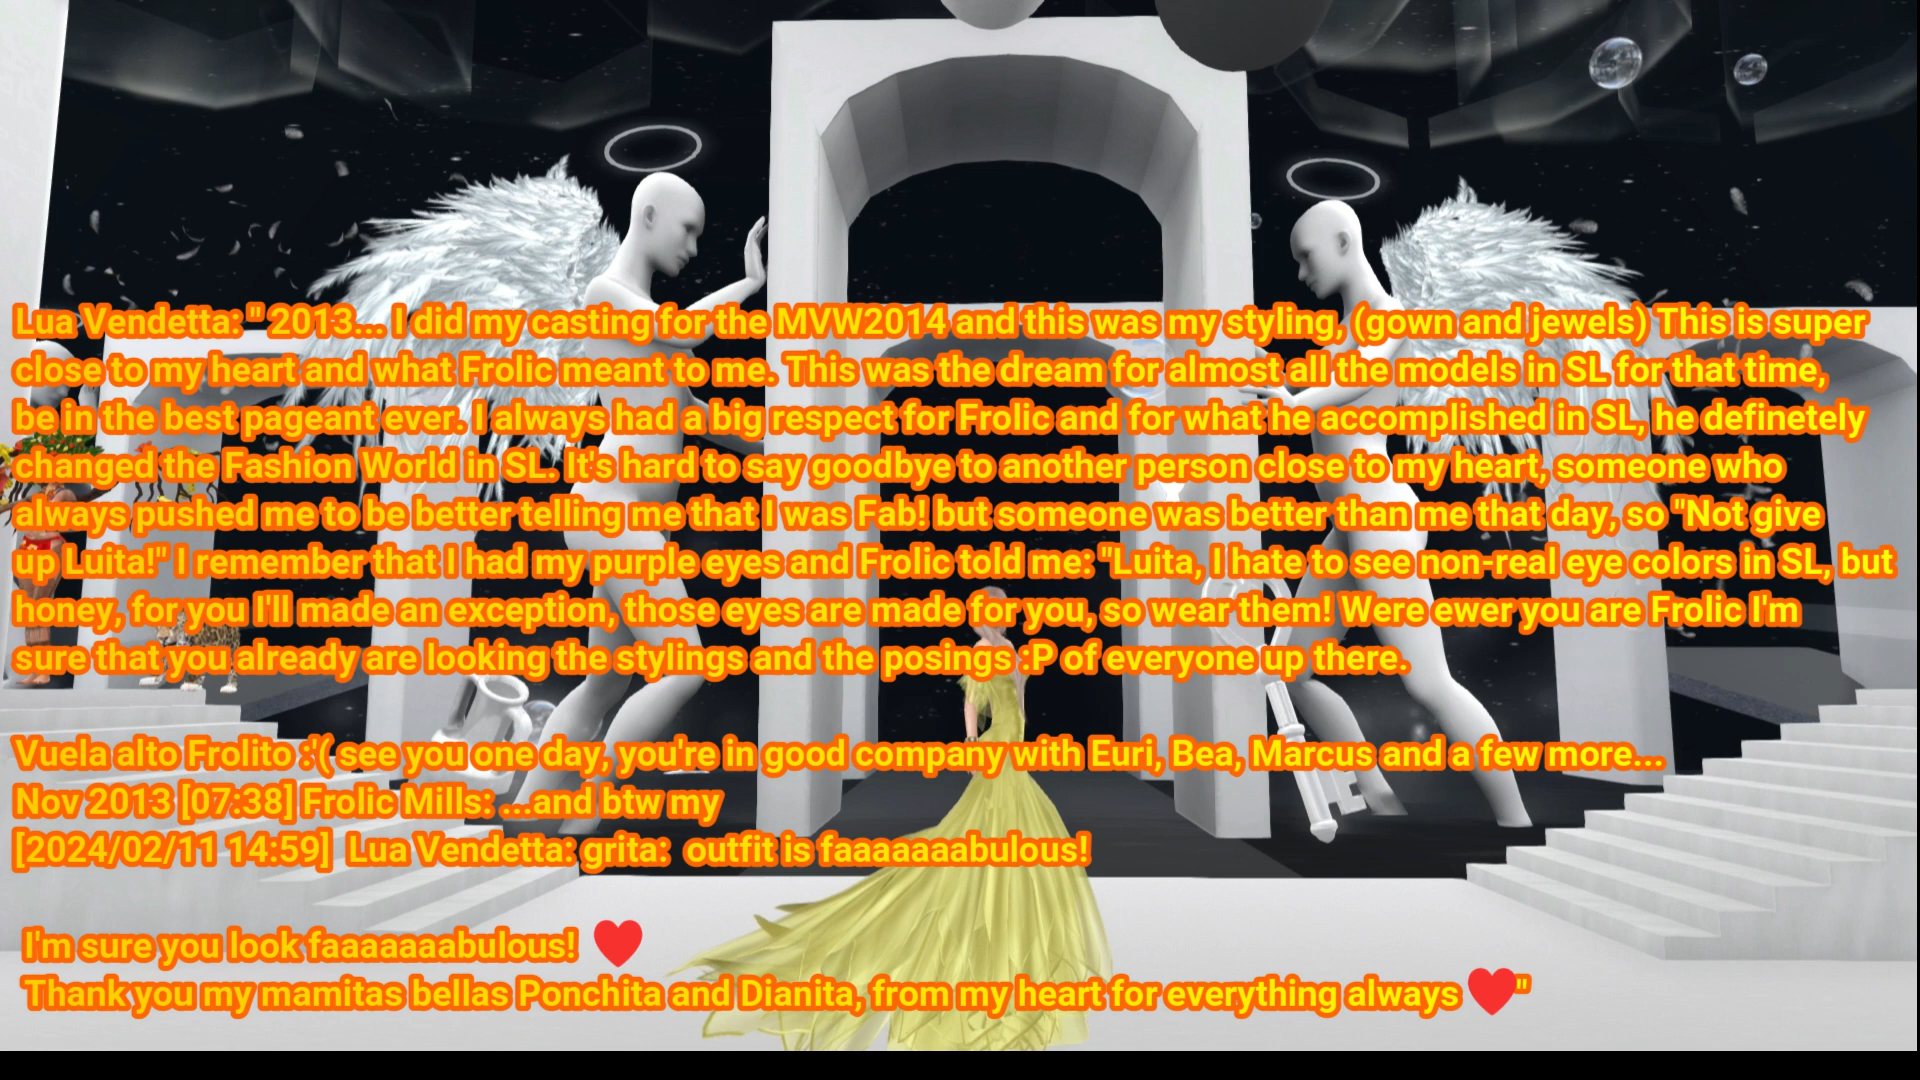 Lua Vendetta: " 2013... I did my casting for the MVW2014 and this was my styling, (gown and jewels) This is super
close to my heart and what Frolic meant to me. This was the dream for almost all the models in SL for that time,
be in the best pageant ever. I always had a big respect for Frolic and for what he accomplished in SL, he definetely
changed the Fashion World in SL. It's hard to say goodbye to another person close to my heart, someone who
always pushed me to be better telling me that I was Fab! but someone was better than me that day, so "Not give
up Luita!" I remember that I had my purple eyes and Frolic told me: "Luita, I hate to see non-real eye colors in SL, but
honey, for you I'll made an exception, those eyes are made for you, so wear them! Were ewer you are Frolic I'm
sure that you already are looking the stylings and the posings :P of everyone up there.
Vuela alto Frolito :'( see you one day, you're in good company with Euri, Bea, Marcus and a few more...
Nov 2013 [07:38] Frolic Mills: ...and btw my
[2024/02/11 14:59] Lua Vendetta: grita: outfit is faaaaaaabulous!
I'm sure you look faaaaaaabulous! ♥
Thank you my mamitas bellas Ponchita and Dianita, from my heart for everything always ♥"